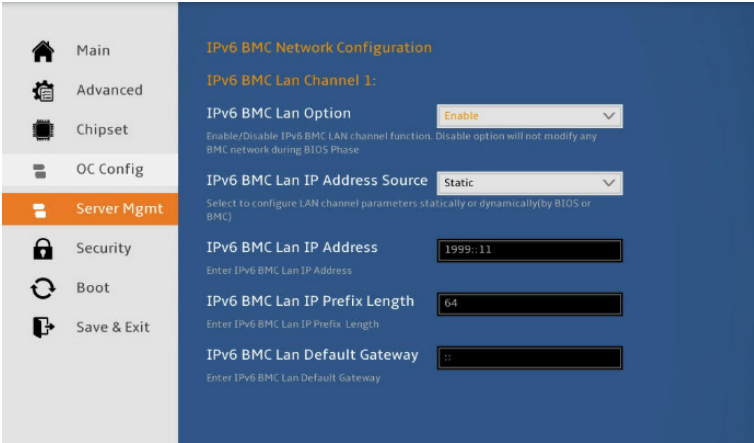 Main
Advanced
Chipset
OC Config
Server Mgmt
Security
Boot
Save & Exit
IPv6 BMC Network Configuration
IPv6 BMC Lan Channel 1:
IPv6 BMC Lan Option
Enable
Enable/Disable IPv6 BMC LAN channel function. Disable option will not modify any
BMC network during BIOS Phase
IPv6 BMC Lan IP Address Source
Static
Select to configure LAN channel parameters statically or dynamically(by BIOS or
BMC)
IPv6 BMC Lan IP Address
1999::11
Enter IPv6 BMC Lan IP Address
IPv6 BMC Lan IP Prefix Length
64
Enter IPv6 BMC Lan IP Prefix Length
IPv6 BMC Lan Default Gateway
::
Enter IPv6 BMC Lan Default Gateway